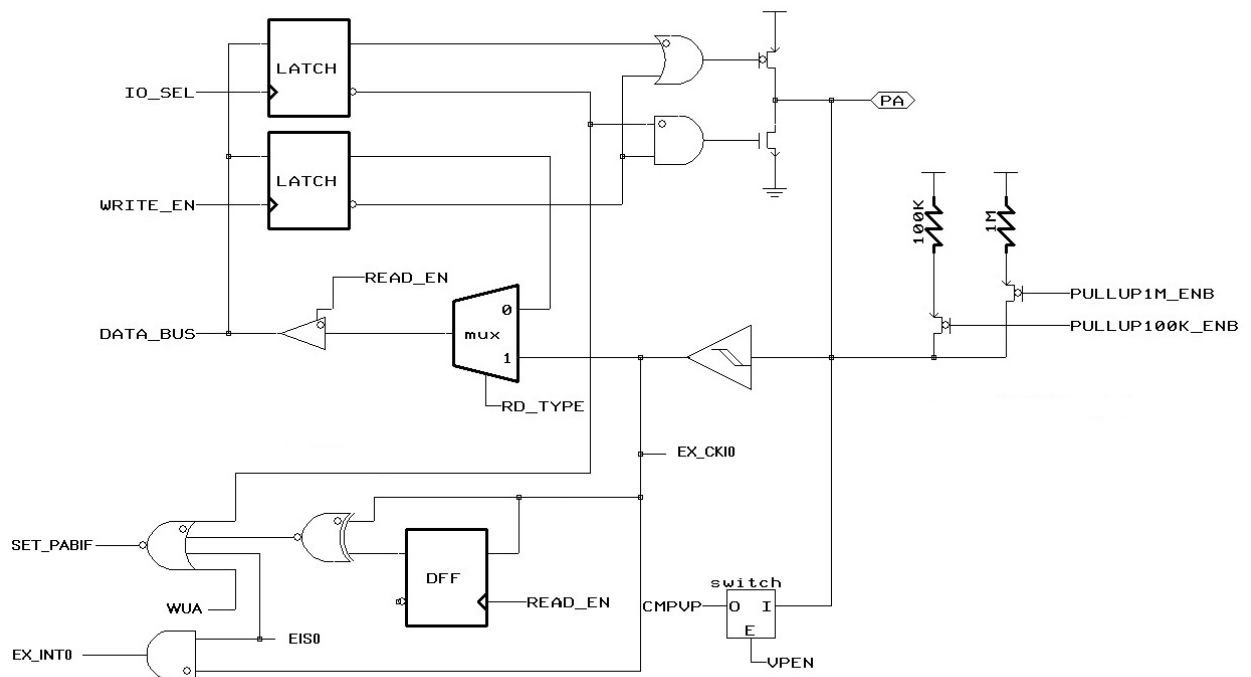 LATCH
IO_SEL
PA
LATCH
WRITE_EN
100K
1M
READ_EN
PULLUP1M_ENB
0
DATA_BUS
mux
PULLUP100K_ENB
1
RD_TYPE
EX_CKI0
SET_PABIF
DFF
switch
READ_EN
CMPVP
O I
WUA
E
EIS0
EX_INT0
VPEN